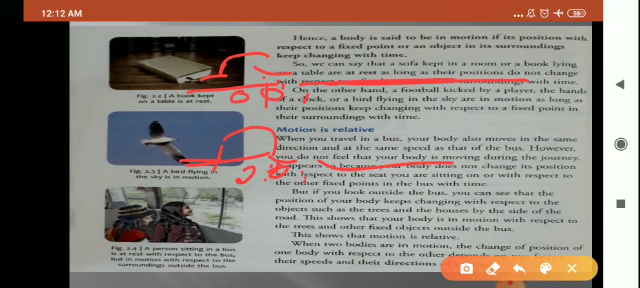 12:12 AM
56
Hence, a body is said to be in motion if its position with
respect to a fixed point or an object in its surroundings
keep changing with time.
So, we can say that a sofa kept in a room or a book lying
a table are at rest as long as their positions do not change
with respect to surroundings with time.
On the other hand, a football kicked by a player, the hands
of a clock, or a bird flying in the sky are in motion as long as
their positions keep changing with respect to a fixed point in
their surroundings with time.
Fig. 2.2 | A book kept
on a table is at rest.
Motion is relative
When you travel in a bus, your body also moves in the same
direction and at the same speed as that of the bus. However,
you do not feel that your body is moving during the journey.
appears so because your body does not change its position
with respect to the seat you are sitting on or with respect to
the other fixed points in the bus with time.
Fig. 2.3 | A bird flying in
the sky is in motion.
But if you look outside the bus, you can see that the
position of your body keeps changing with respect to the
objects such as the trees and the houses by the side of the
road. This shows that your body is in motion with respect to
the trees and other fixed objects outside the bus.
This shows that motion is relative.
When two bodies are in motion, the change of position of
one body with respect to the other depends on
their speeds and their directions
Fig. 2.4 | A person sitting in a bus
is at rest with respect to the bus,
but in motion with respect to the
surroundings outside the bus.